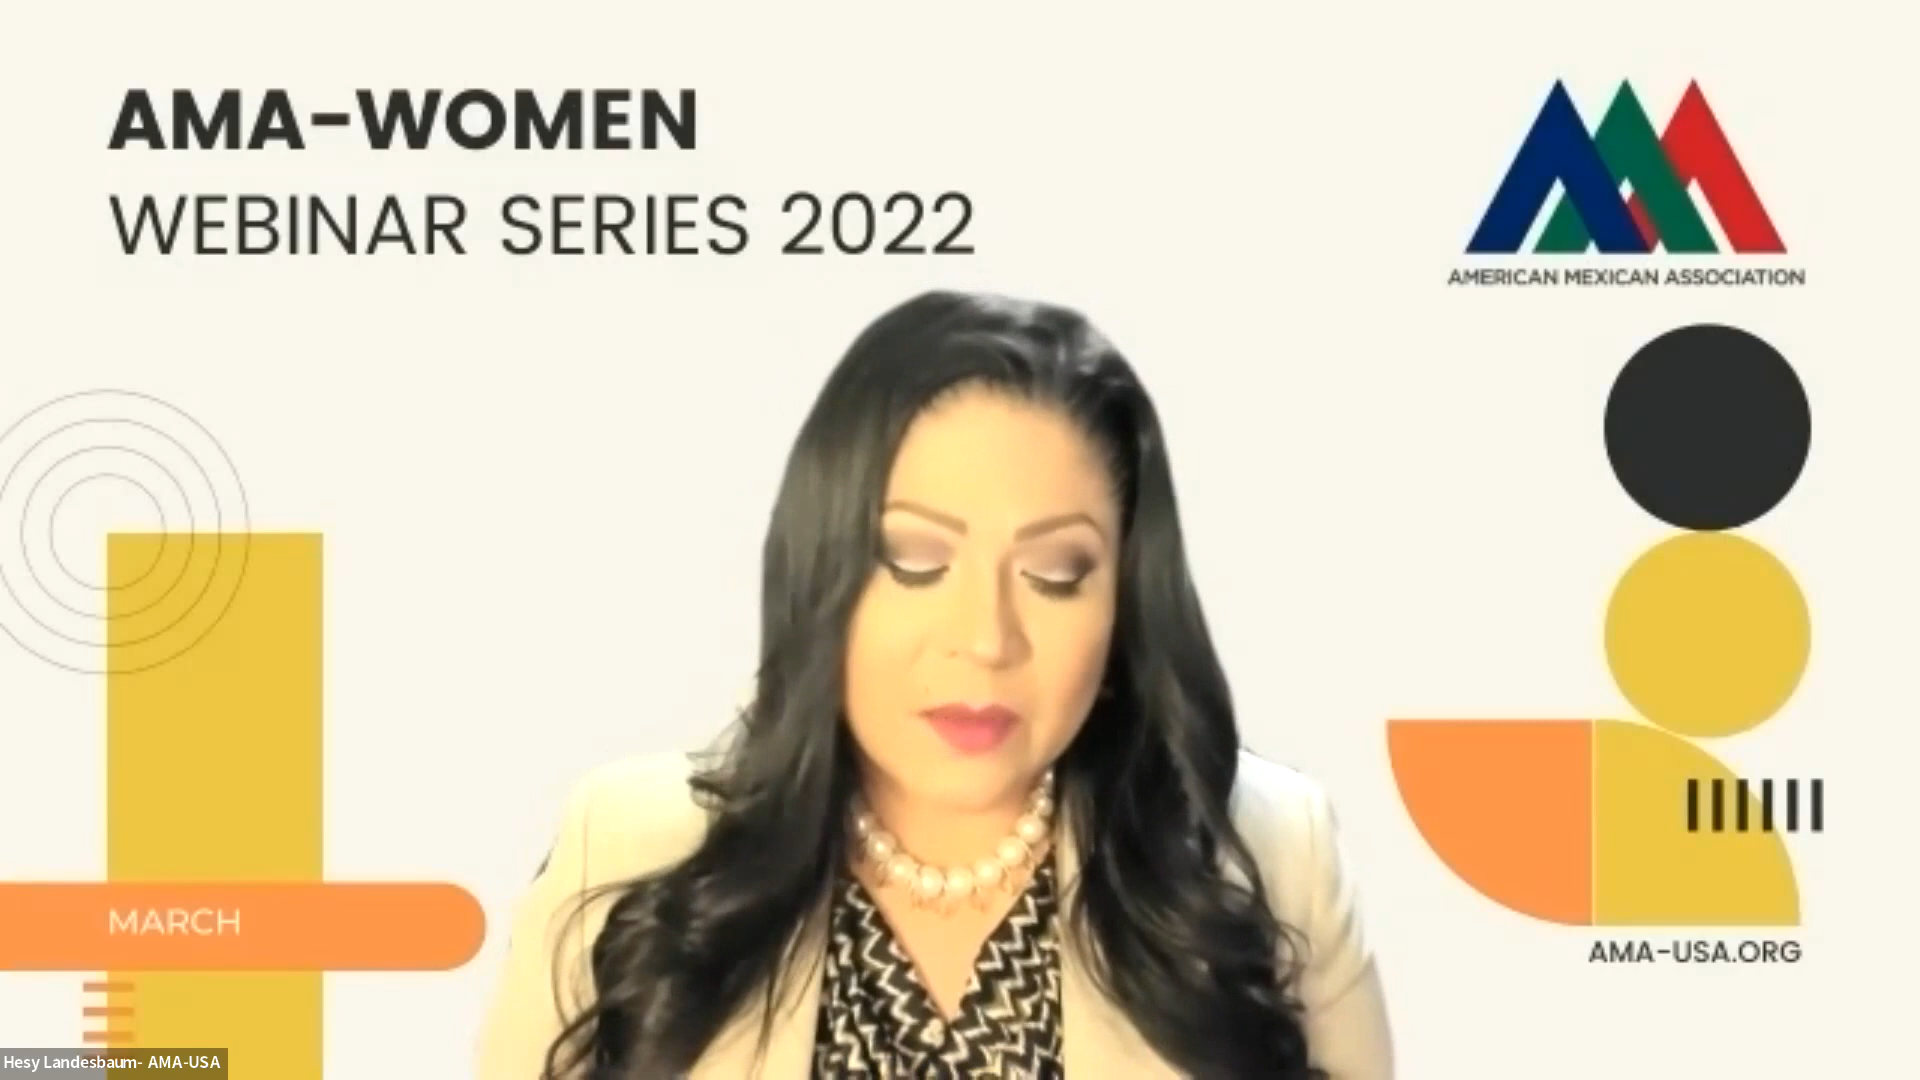 AMA-WOMEN
WEBINAR SERIES 2022
AMERICAN MEXICAN ASSOCIATION
MARCH
AMA-USA.ORG
Hesy Landesbaum- AMA-USA